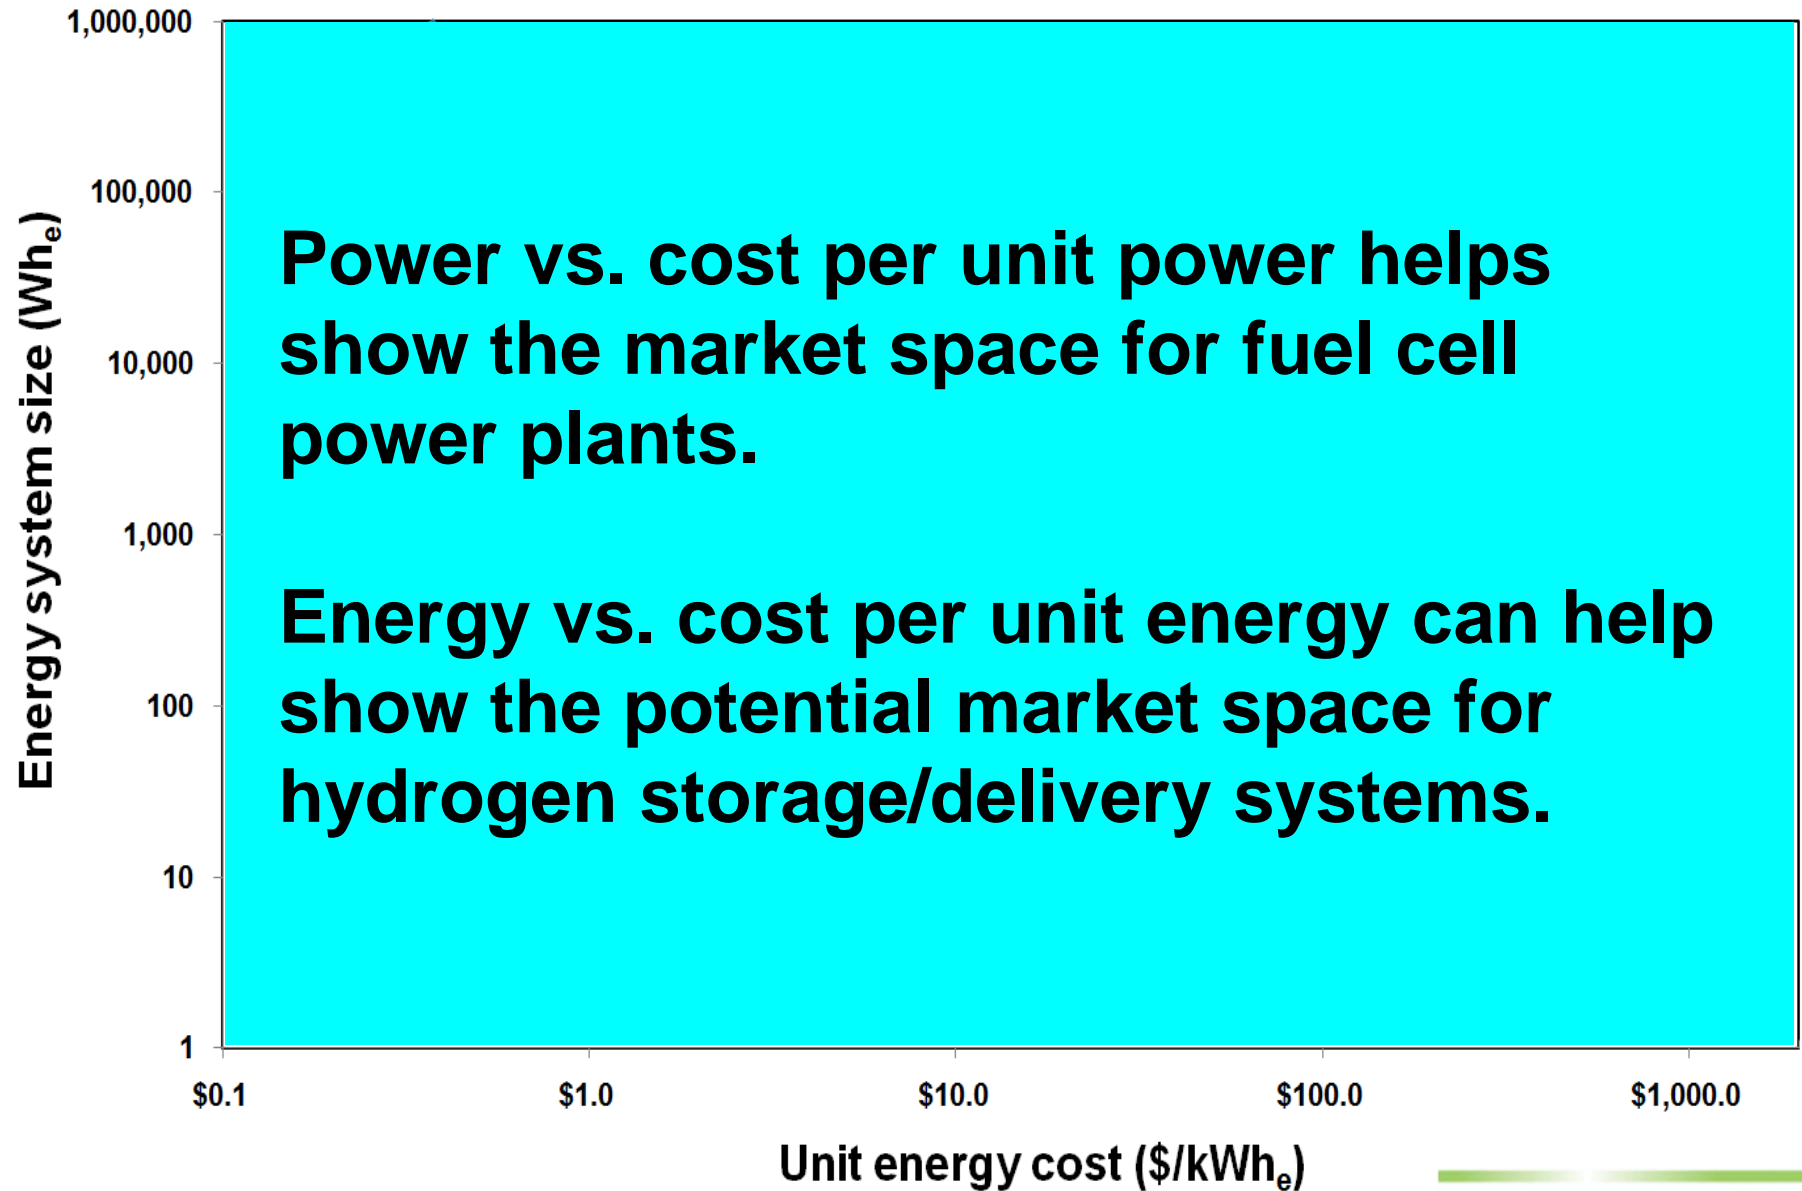 1,000,000
100,000
10,000
1,000
100
10
1
Energy system size (Whₑ)
Power vs. cost per unit power helps
show the market space for fuel cell
power plants.
Energy vs. cost per unit energy can help
show the potential market space for
hydrogen storage/delivery systems.
$0.1 $1.0 $10.0 $100.0 $1,000.0
Unit energy cost ($/kWhₑ)